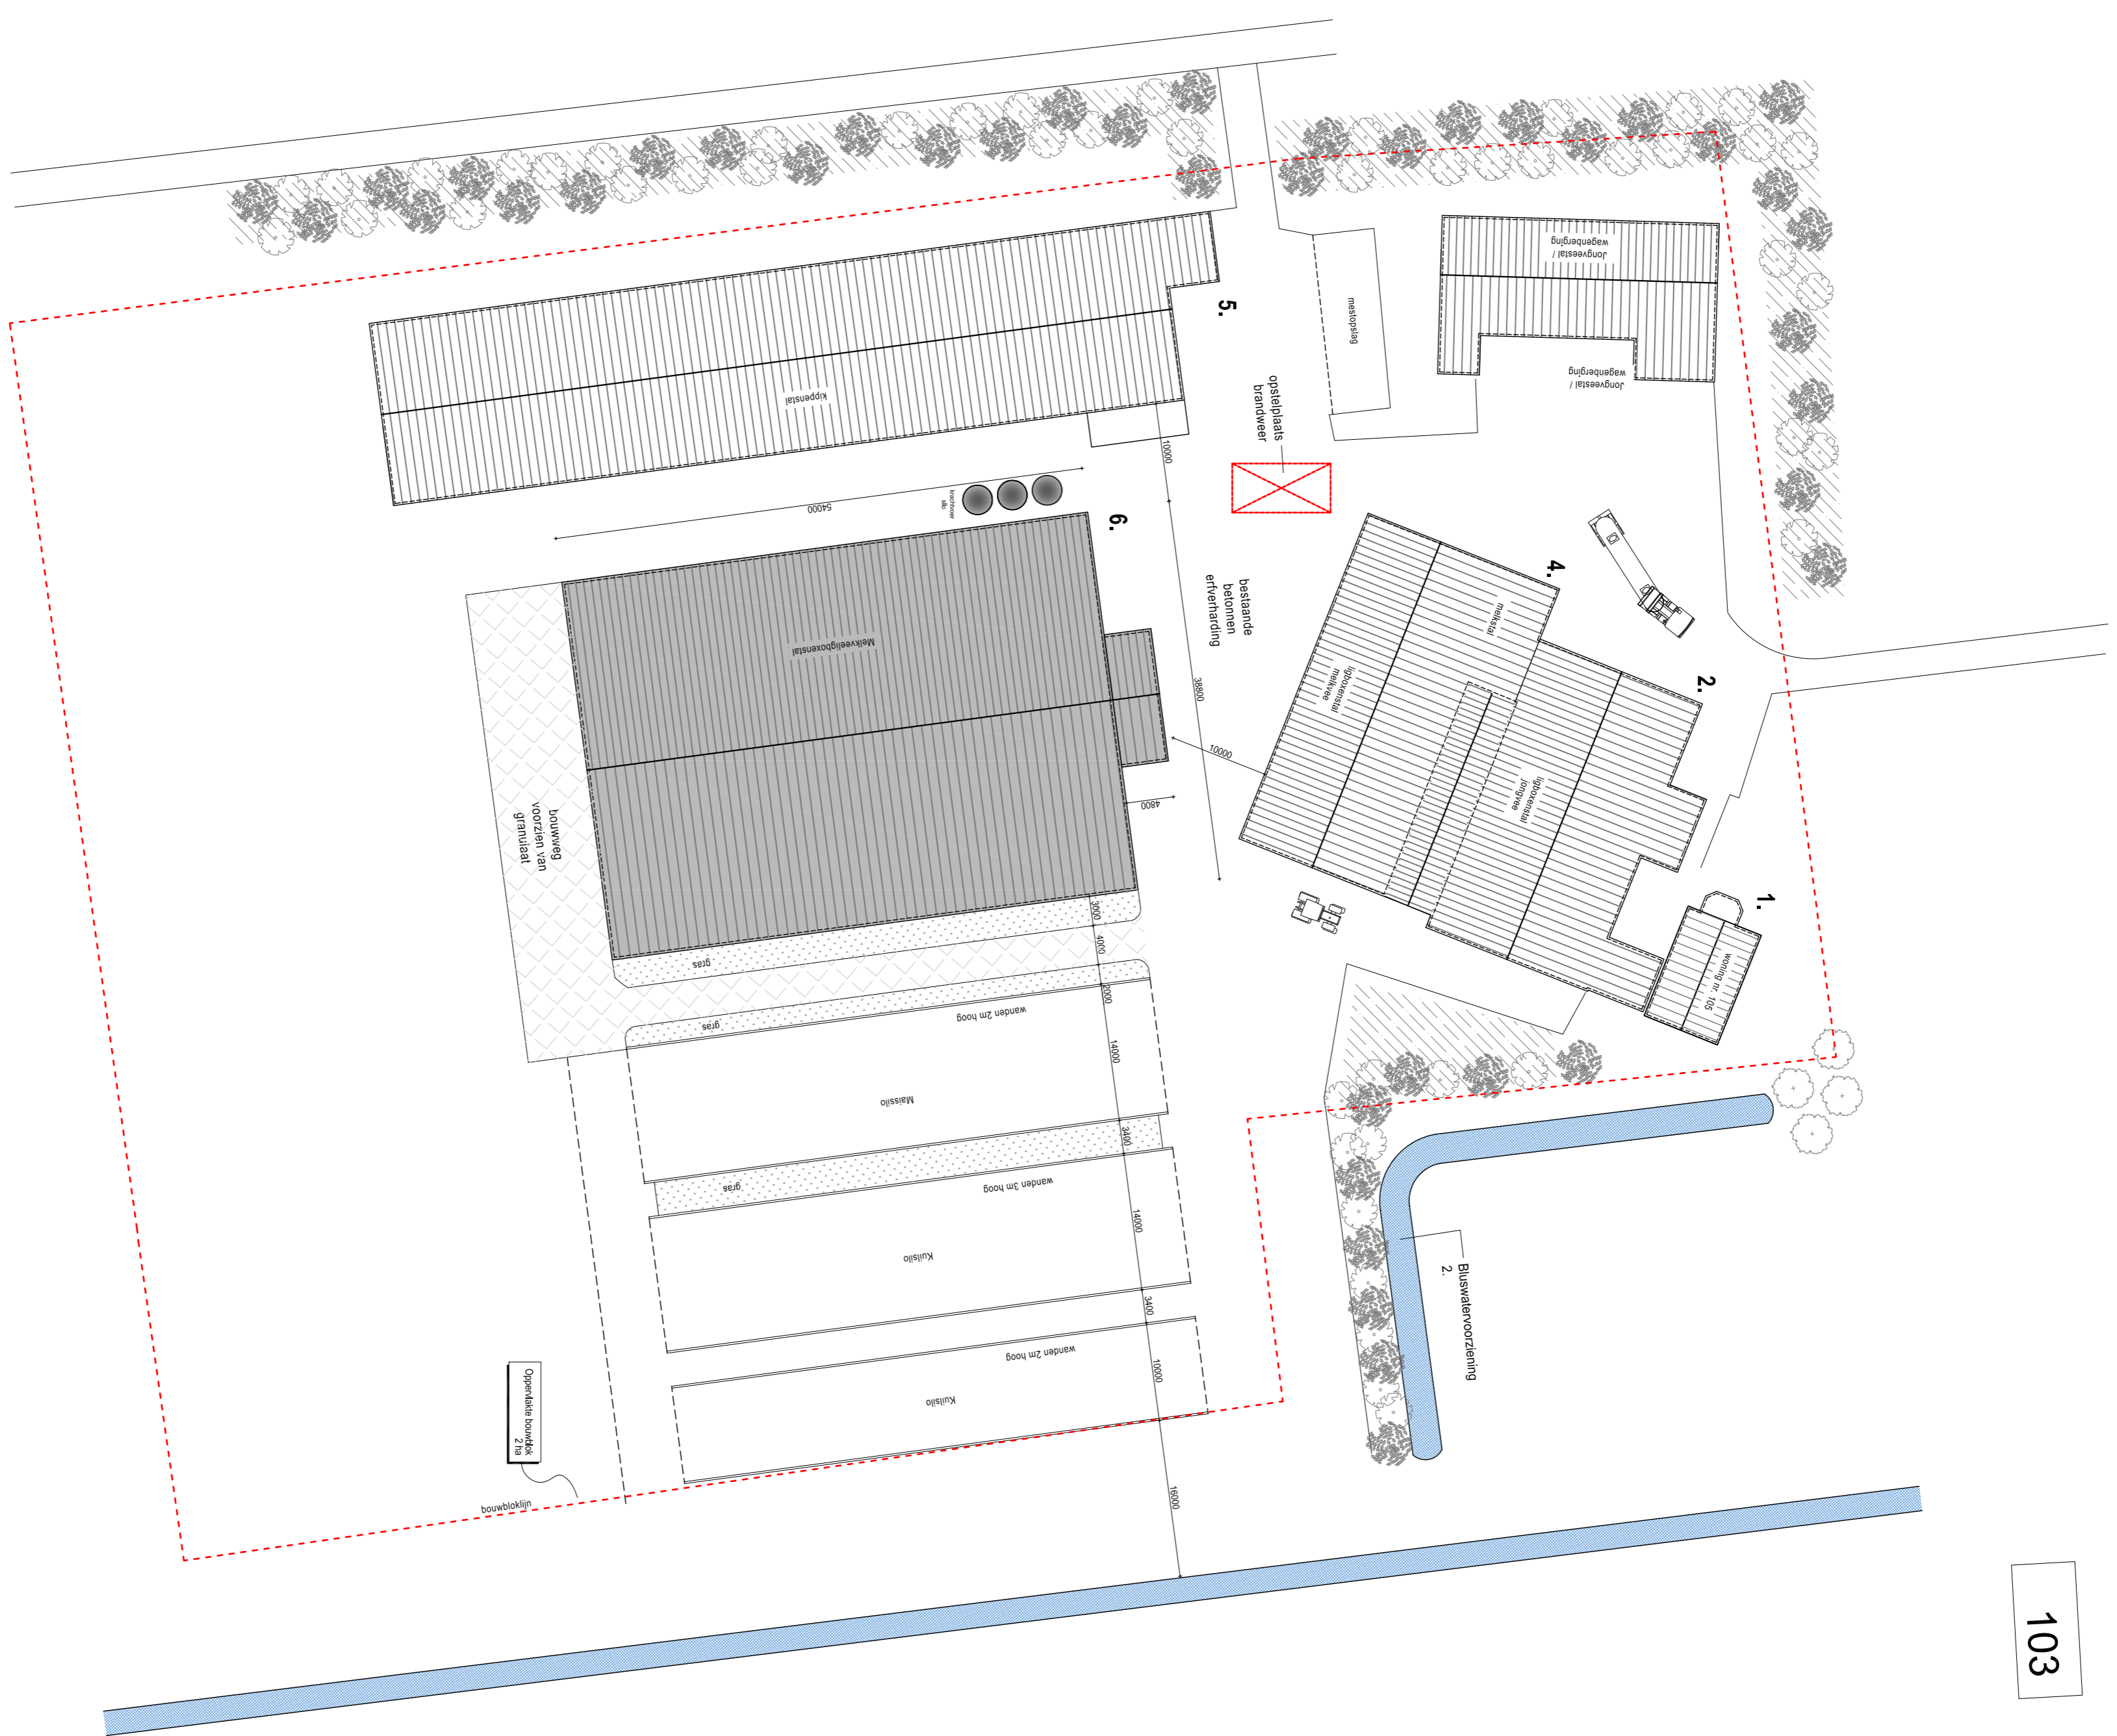 Jongveestal /
wagenberging
Jongveestal /
wagenberging
mestopslag
5.
kippenstal
10000
opstelplaats
brandweer
krachtvoer
silo
54000
6.
4.
melkstal
2.
bestaande
betonnen
erfverharding
Melkveeligboxenstal
38800
ligboxenstal
melkvee
10000
ligboxenstal
jongvee
4800
bouwweg
voorzien van
granulaat
1.
woning nr. 105
3000
4000
gras
2000
gras
wanden 2m hoog
14000
Maissilo
3400
gras
wanden 3m hoog
14000
Kuilsilo
3400
wanden 2m hoog
10000
Kuilsilo
16000
Bluswatervoorziening
2.
Oppervlakte bouwblok
2 ha
bouwbloklijn
103